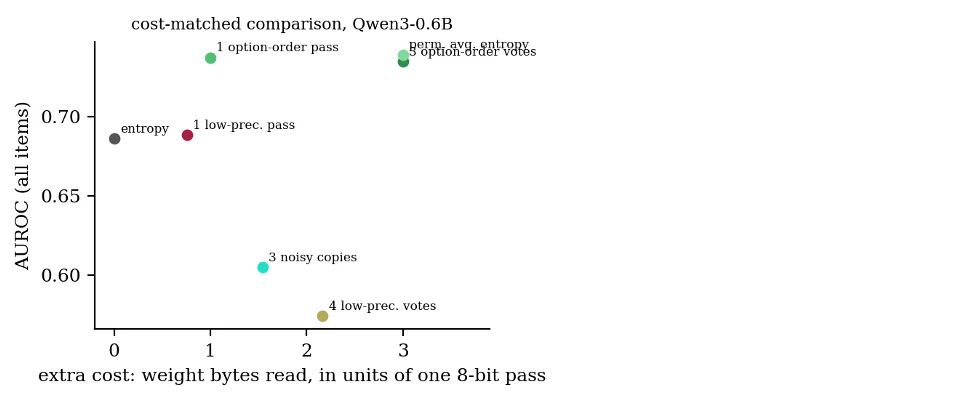 cost-matched comparison, Qwen3-0.6B
perm. avg. entropy
1 option-order pass
3 option-order votes
0.70
entropy
1 low-prec. pass
0.65
AUROC (all items)
0.60
3 noisy copies
4 low-prec. votes
0 1 2 3
extra cost: weight bytes read, in units of one 8-bit pass